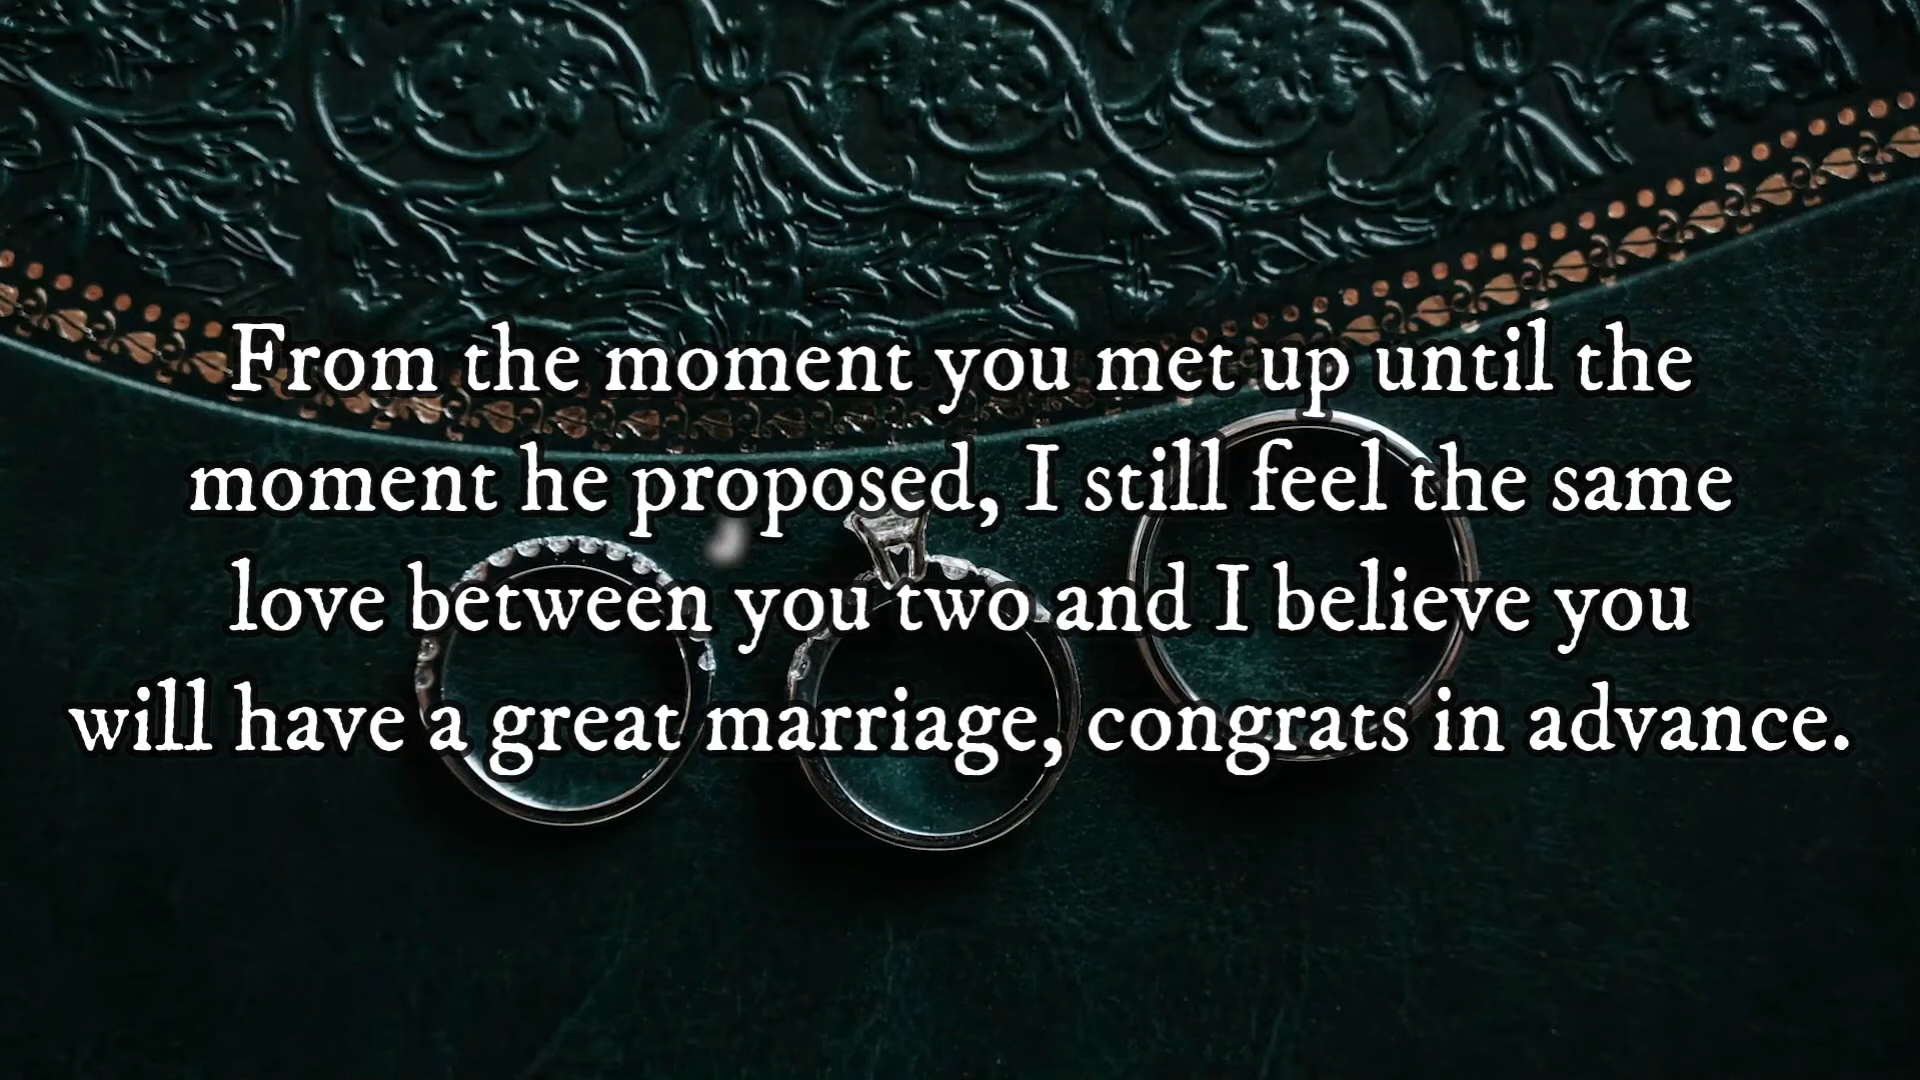 From the moment you met up until the
moment he proposed, I still feel the same
love between you two and I believe you
will have a great marriage, congrats in advance.